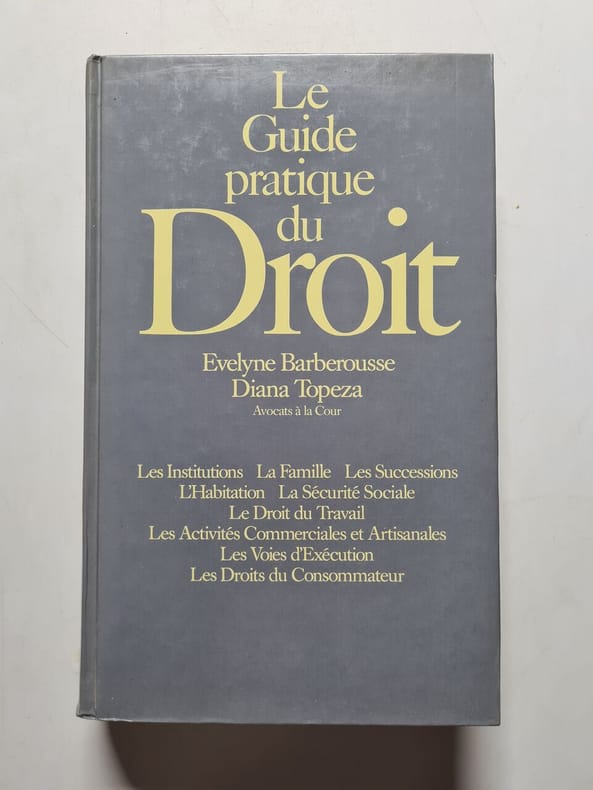 Le
Guide
pratique
du
Droit
Evelyne Barberousse
Diana Topeza
Avocats à la Cour
Les Institutions La Famille Les Successions
L'Habitation La Sécurité Sociale
Le Droit du Travail
Les Activités Commerciales et Artisanales
Les Voies d'Exécution
Les Droits du Consommateur